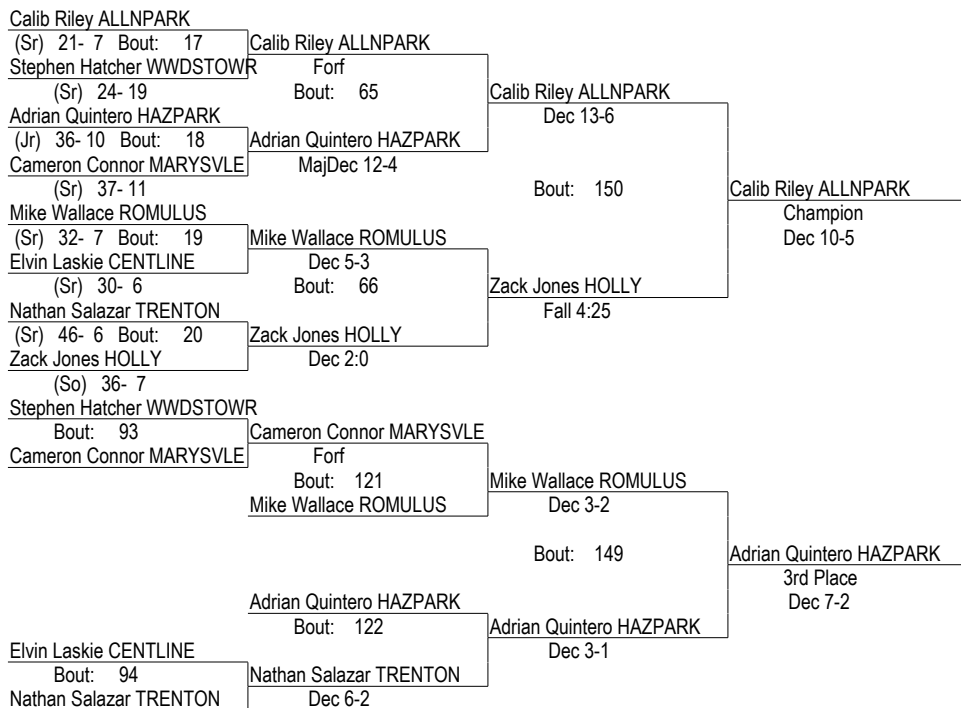 Calib Riley ALLNPARK
(Sr) 21- 7 Bout: 17 Calib Riley ALLNPARK
Stephen Hatcher WWDSTOWR Forf
(Sr) 24- 19 Bout: 65 Calib Riley ALLNPARK
Adrian Quintero HAZPARK Dec 13-6
(Jr) 36- 10 Bout: 18 Adrian Quintero HAZPARK
Cameron Connor MARYSVLE MajDec 12-4
(Sr) 37- 11 Bout: 150 Calib Riley ALLNPARK
Mike Wallace ROMULUS Champion
(Sr) 32- 7 Bout: 19 Mike Wallace ROMULUS Dec 10-5
Elvin Laskie CENTLINE Dec 5-3
(Sr) 30- 6 Bout: 66 Zack Jones HOLLY
Nathan Salazar TRENTON Fall 4:25
(Sr) 46- 6 Bout: 20 Zack Jones HOLLY
Zack Jones HOLLY Dec 2:0
(So) 36- 7
Stephen Hatcher WWDSTOWR
Bout: 93 Cameron Connor MARYSVLE
Cameron Connor MARYSVLE Forf
Bout: 121 Mike Wallace ROMULUS
Mike Wallace ROMULUS Dec 3-2
Bout: 149 Adrian Quintero HAZPARK
3rd Place
Adrian Quintero HAZPARK Dec 7-2
Bout: 122 Adrian Quintero HAZPARK
Elvin Laskie CENTLINE Dec 3-1
Bout: 94 Nathan Salazar TRENTON
Nathan Salazar TRENTON Dec 6-2